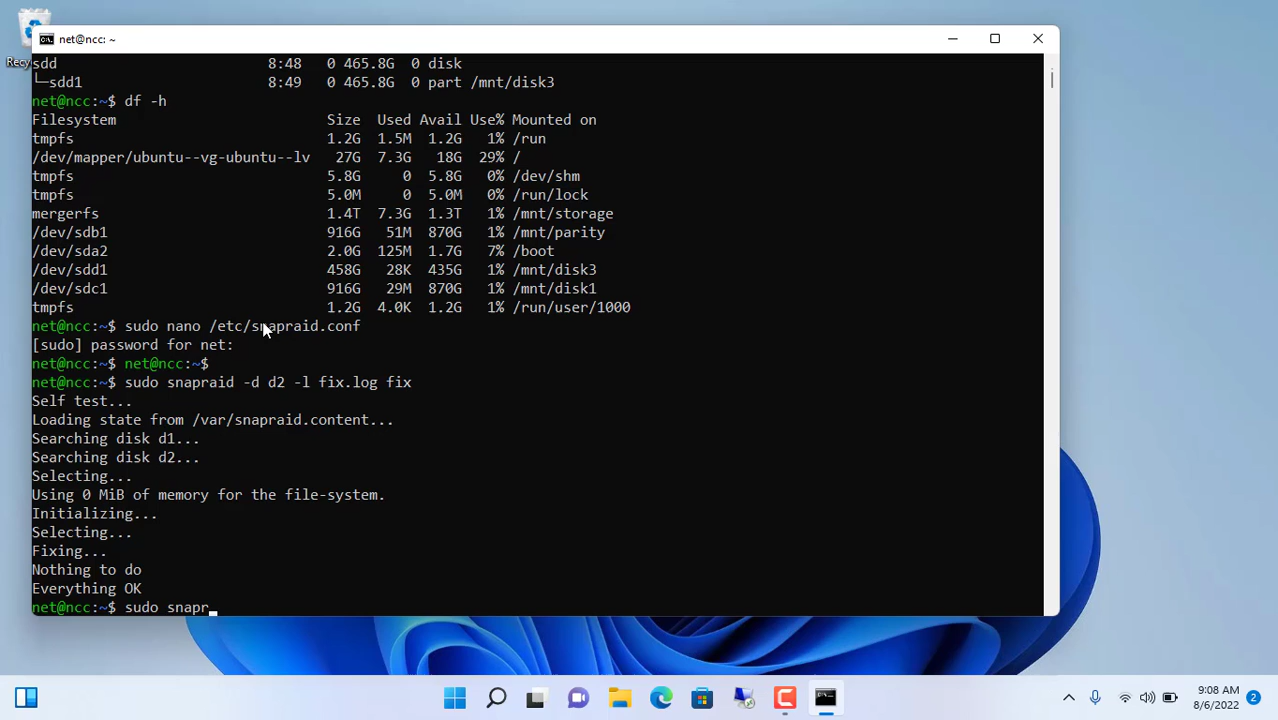 Recy
net@ncc: ~
sdd 8:48 0 465.8G 0 disk
└─sdd1 8:49 0 465.8G 0 part /mnt/disk3
net@ncc:~$ df -h
Filesystem Size Used Avail Use% Mounted on
tmpfs 1.2G 1.5M 1.2G 1% /run
/dev/mapper/ubuntu--vg-ubuntu--lv 27G 7.3G 18G 29% /
tmpfs 5.8G 0 5.8G 0% /dev/shm
tmpfs 5.0M 0 5.0M 0% /run/lock
mergerfs 1.4T 7.3G 1.3T 1% /mnt/storage
/dev/sdb1 916G 51M 870G 1% /mnt/parity
/dev/sda2 2.0G 125M 1.7G 7% /boot
/dev/sdd1 458G 28K 435G 1% /mnt/disk3
/dev/sdc1 916G 29M 870G 1% /mnt/disk1
tmpfs 1.2G 4.0K 1.2G 1% /run/user/1000
net@ncc:~$ sudo nano /etc/snapraid.conf
[sudo] password for net:
net@ncc:~$ net@ncc:~$
net@ncc:~$ sudo snapraid -d d2 -l fix.log fix
Self test...
Loading state from /var/snapraid.content...
Searching disk d1...
Searching disk d2...
Selecting...
Using 0 MiB of memory for the file-system.
Initializing...
Selecting...
Fixing...
Nothing to do
Everything OK
net@ncc:~$ sudo snapr
9:08 AM
8/6/2022
2